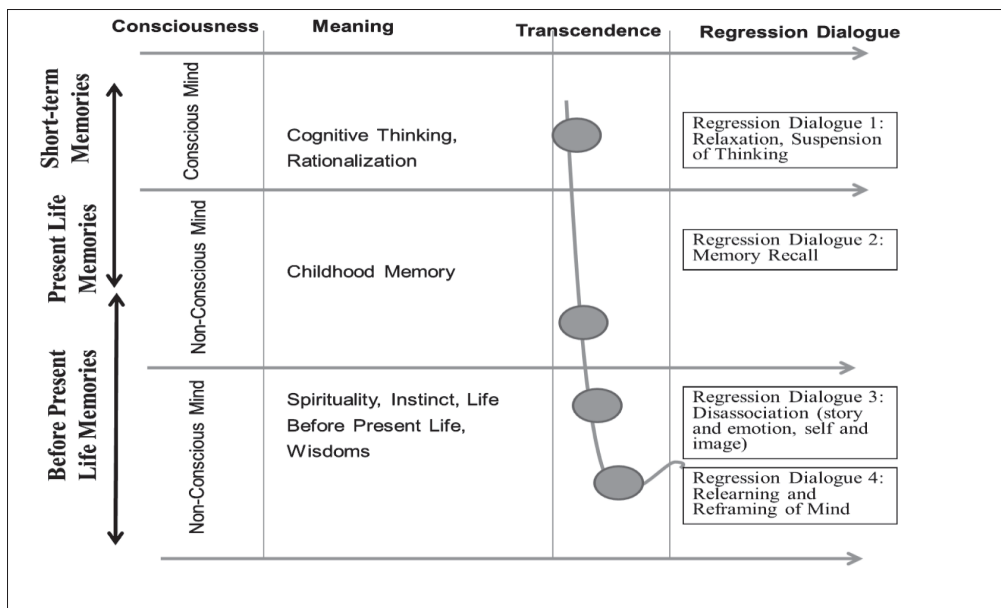 Consciousness Meaning Transcendence Regression Dialogue
Short-term
Memories
Conscious Mind
Cognitive Thinking,
Rationalization
Regression Dialogue 1:
Relaxation, Suspension
of Thinking
Present Life
Memories
Non-Conscious Mind
Childhood Memory
Regression Dialogue 2:
Memory Recall
Before Present
Life Memories
Non-Conscious Mind
Spirituality, Instinct, Life
Before Present Life,
Wisdoms
Regression Dialogue 3:
Disassociation (story
and emotion, self and
image)
Regression Dialogue 4:
Relearning and
Reframing of Mind